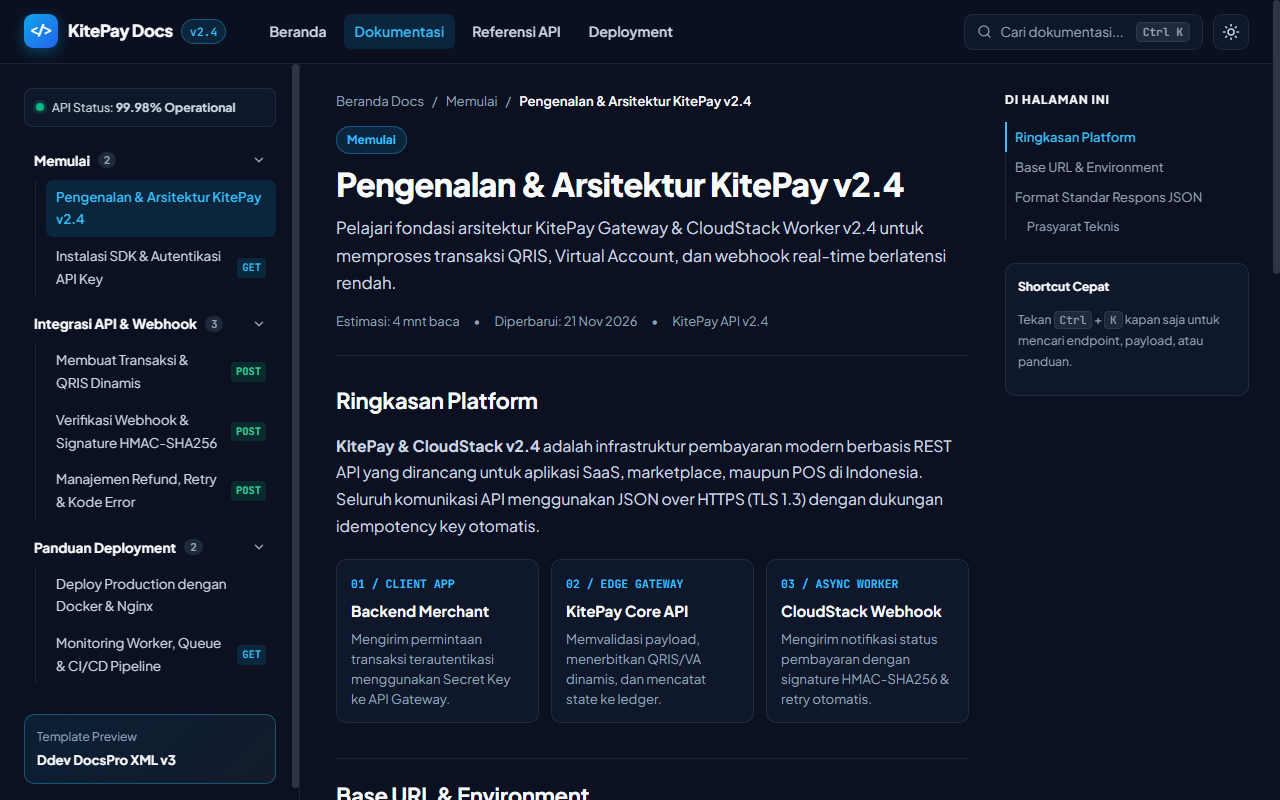 </> KitePay Docs v2.4 Beranda Dokumentasi Referensi API Deployment Cari dokumentasi... Ctrl K
API Status: 99.98% Operational
Memulai 2
Pengenalan & Arsitektur KitePay
v2.4
Instalasi SDK & Autentikasi
API Key
GET
Integrasi API & Webhook 3
Membuat Transaksi &
QRIS Dinamis
POST
Verifikasi Webhook &
Signature HMAC-SHA256
POST
Manajemen Refund, Retry
& Kode Error
POST
Panduan Deployment 2
Deploy Production dengan
Docker & Nginx
Monitoring Worker, Queue
& CI/CD Pipeline
GET
Template Preview
Ddev DocsPro XML v3
Beranda Docs / Memulai / Pengenalan & Arsitektur KitePay v2.4
Memulai
Pengenalan & Arsitektur KitePay v2.4
Pelajari fondasi arsitektur KitePay Gateway & CloudStack Worker v2.4 untuk
memproses transaksi QRIS, Virtual Account, dan webhook real-time berlatensi
rendah.
Estimasi: 4 mnt baca • Diperbarui: 21 Nov 2026 • KitePay API v2.4
Ringkasan Platform
KitePay & CloudStack v2.4 adalah infrastruktur pembayaran modern berbasis REST
API yang dirancang untuk aplikasi SaaS, marketplace, maupun POS di Indonesia.
Seluruh komunikasi API menggunakan JSON over HTTPS (TLS 1.3) dengan dukungan
idempotency key otomatis.
01 / CLIENT APP
Backend Merchant
Mengirim permintaan
transaksi terautentikasi
menggunakan Secret Key
ke API Gateway.
02 / EDGE GATEWAY
KitePay Core API
Memvalidasi payload,
menerbitkan QRIS/VA
dinamis, dan mencatat
state ke ledger.
03 / ASYNC WORKER
CloudStack Webhook
Mengirim notifikasi status
pembayaran dengan
signature HMAC-SHA256 &
retry otomatis.
Base URL & Environment
DI HALAMAN INI
Ringkasan Platform
Base URL & Environment
Format Standar Respons JSON
Prasyarat Teknis
Shortcut Cepat
Tekan Ctrl + K kapan saja untuk
mencari endpoint, payload, atau
panduan.